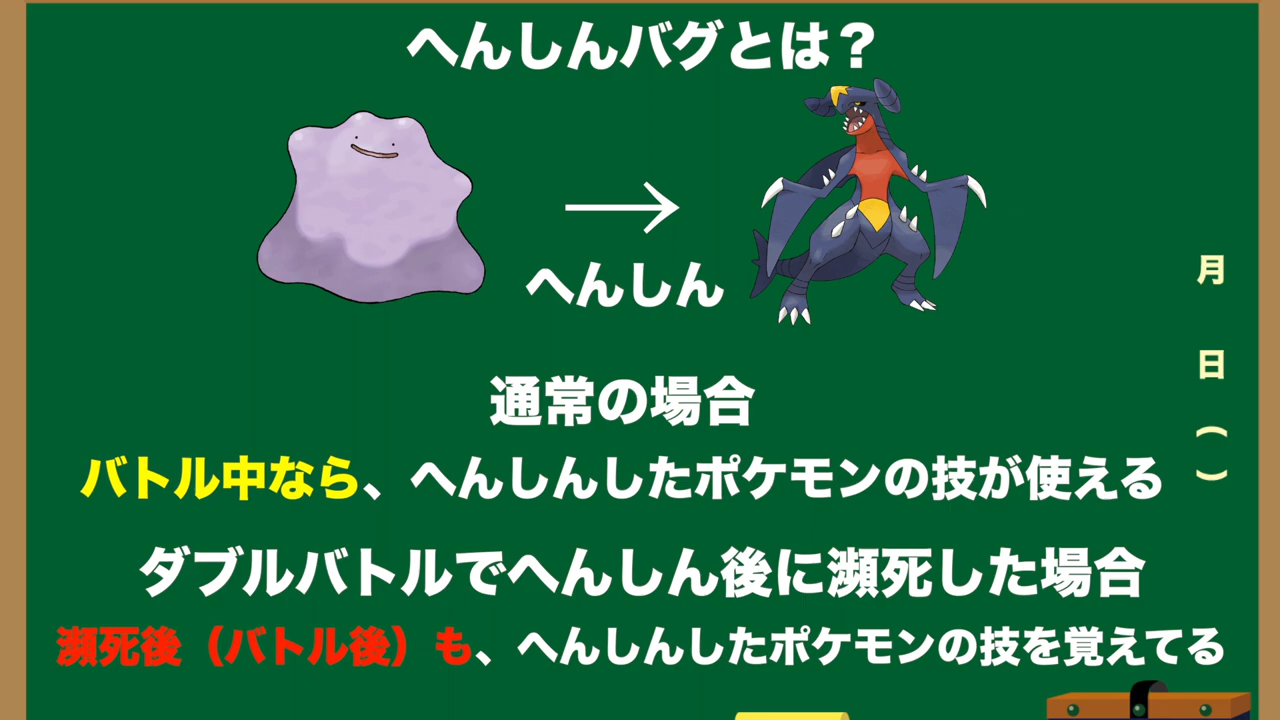 へんしんバグとは？
へんしん
通常の場合
バトル中なら、へんしんしたポケモンの技が使える
ダブルバトルでへんしん後に瀕死した場合
瀕死後（バトル後）も、へんしんしたポケモンの技を覚えてる
月
日
（
）